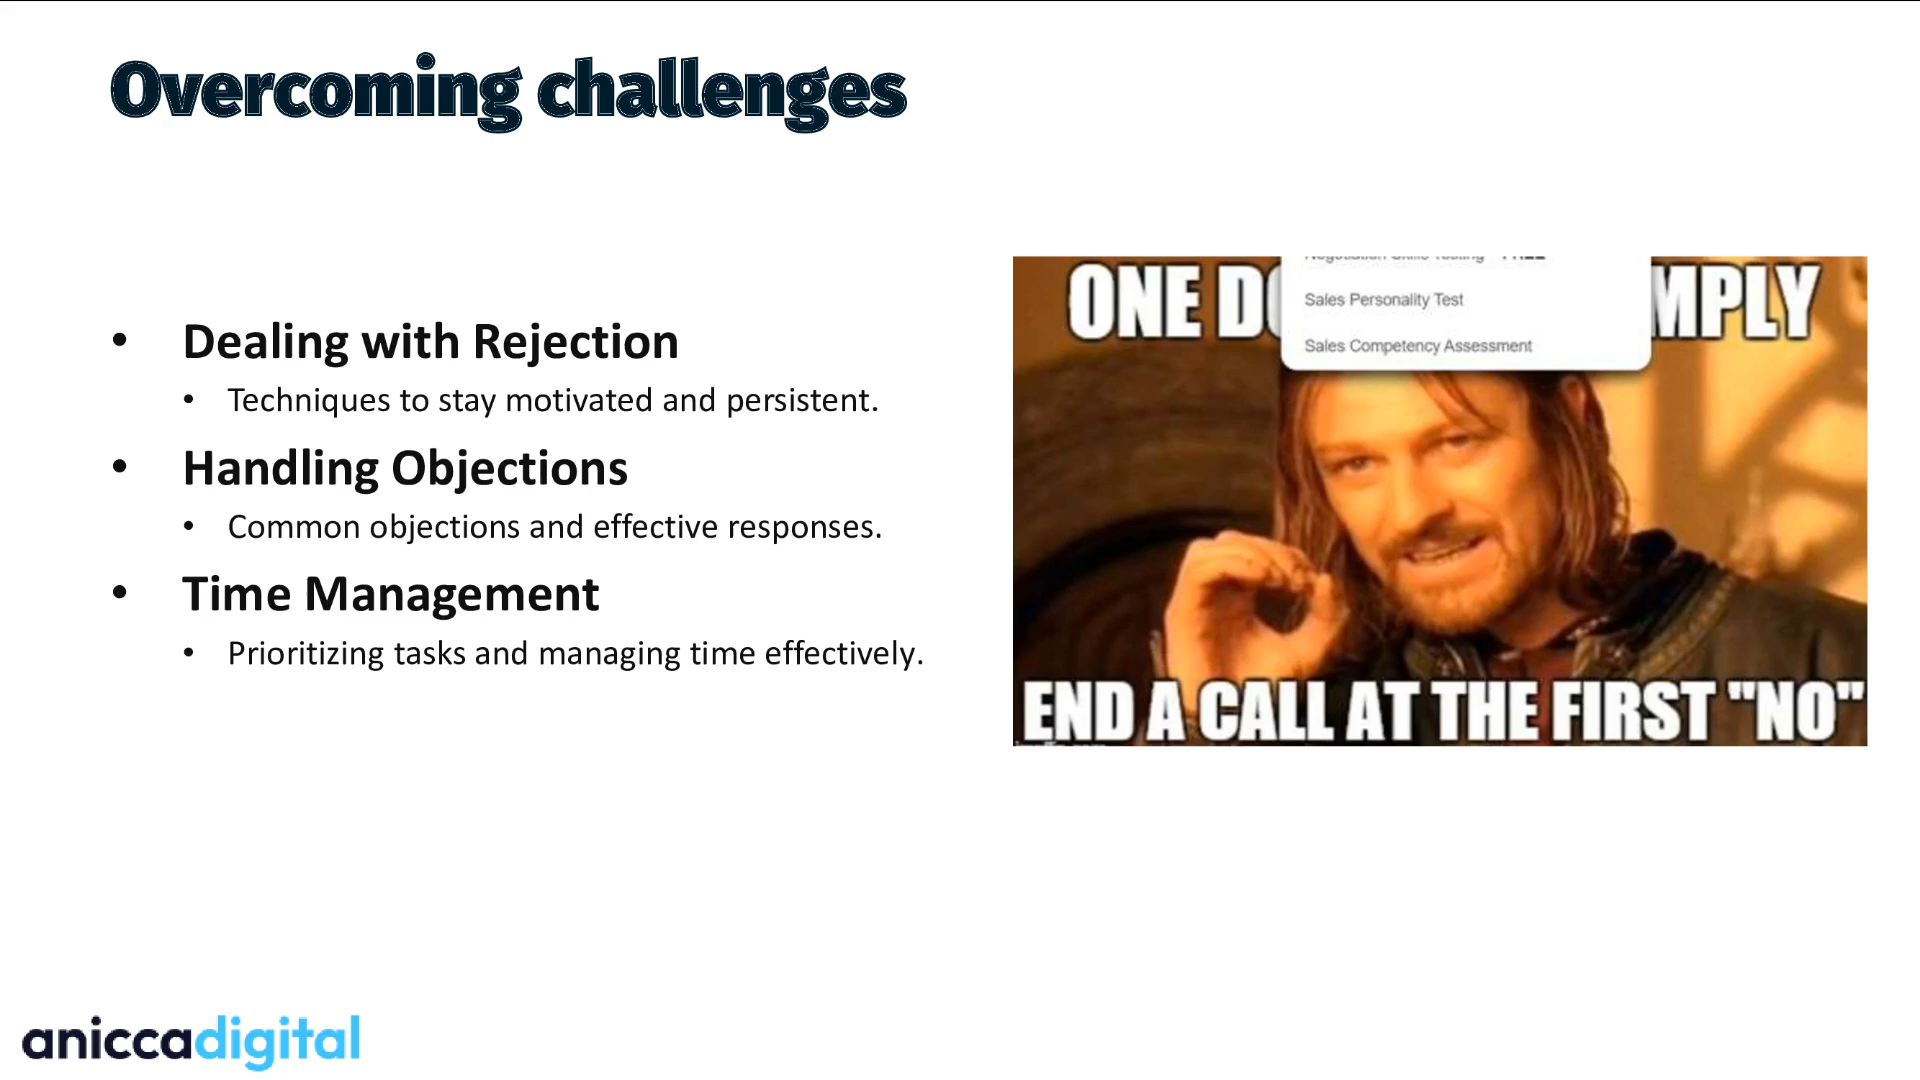 Overcoming challenges
• Dealing with Rejection
• Techniques to stay motivated and persistent.
• Handling Objections
• Common objections and effective responses.
• Time Management
• Prioritizing tasks and managing time effectively.
ONE DO MPLY
Sales Personality Test
Sales Competency Assessment
END A CALL AT THE FIRST "NO"
aniccadigital